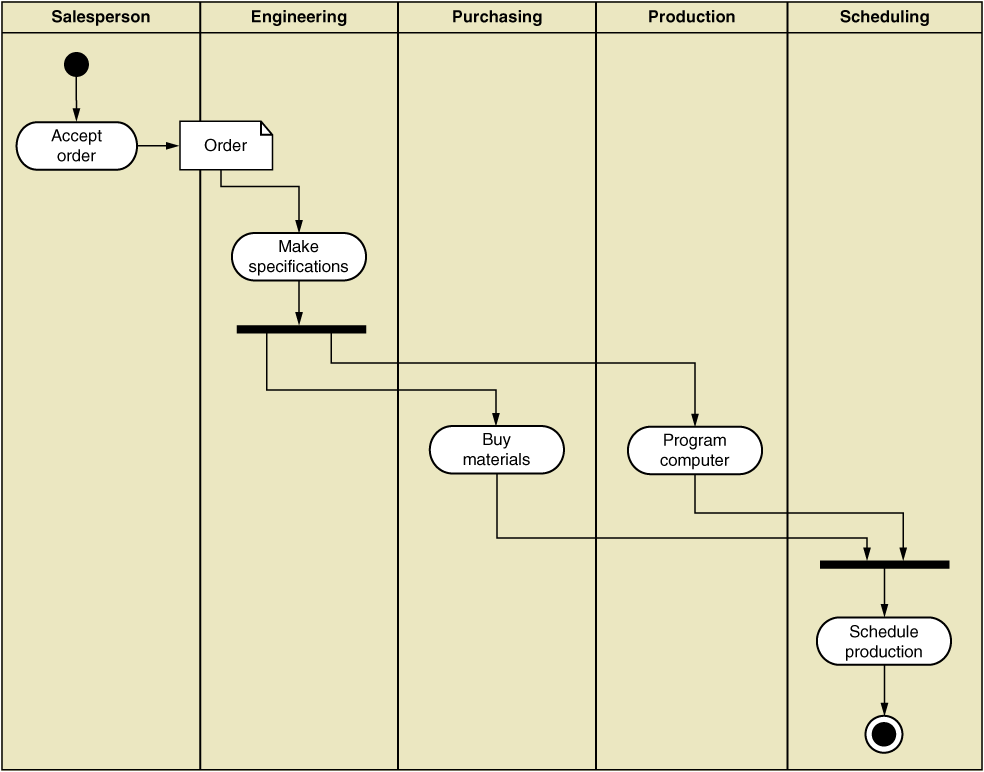 Salesperson
Engineering
Purchasing
Production
Scheduling
Accept
order
Order
Make
specifications
Buy
materials
Program
computer
Schedule
production